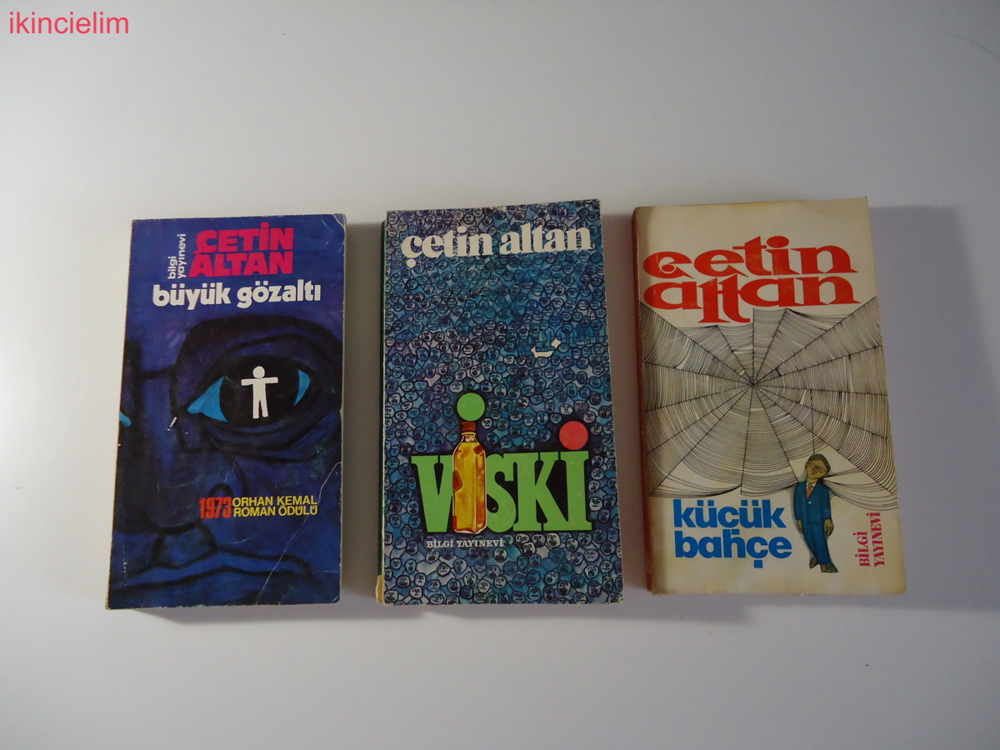 ikincielim
bilgi
yayınevi
ÇETİN
ALTAN
büyük gözaltı
1973 ORHAN KEMAL
ROMAN ÖDÜLÜ
çetin altan
VİSKİ
BİLGİ YAYINEVİ
çetin
altan
küçük
bahçe
BİLGİ
YAYINEVİ